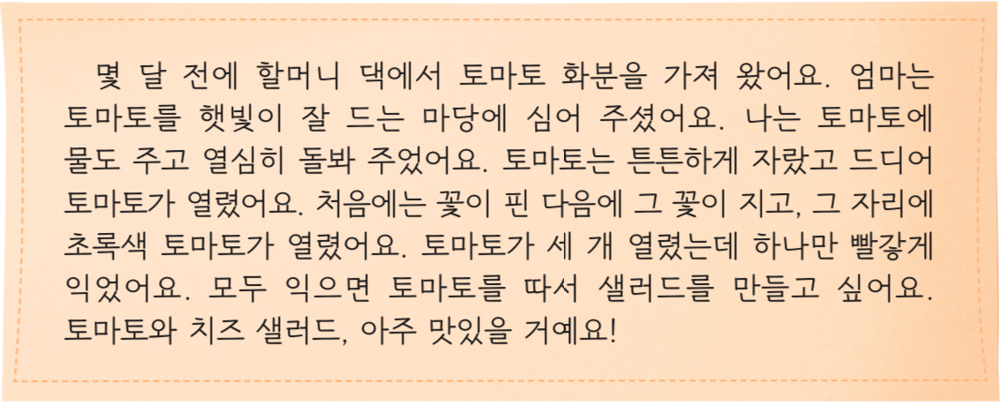 몇 달 전에 할머니 댁에서 토마토 화분을 가져 왔어요. 엄마는
토마토를 햇빛이 잘 드는 마당에 심어 주셨어요. 나는 토마토에
물도 주고 열심히 돌봐 주었어요. 토마토는 튼튼하게 자랐고 드디어
토마토가 열렸어요. 처음에는 꽃이 핀 다음에 그 꽃이 지고, 그 자리에
초록색 토마토가 열렸어요. 토마토가 세 개 열렸는데 하나만 빨갛게
익었어요. 모두 익으면 토마토를 따서 샐러드를 만들고 싶어요.
토마토와 치즈 샐러드, 아주 맛있을 거예요!